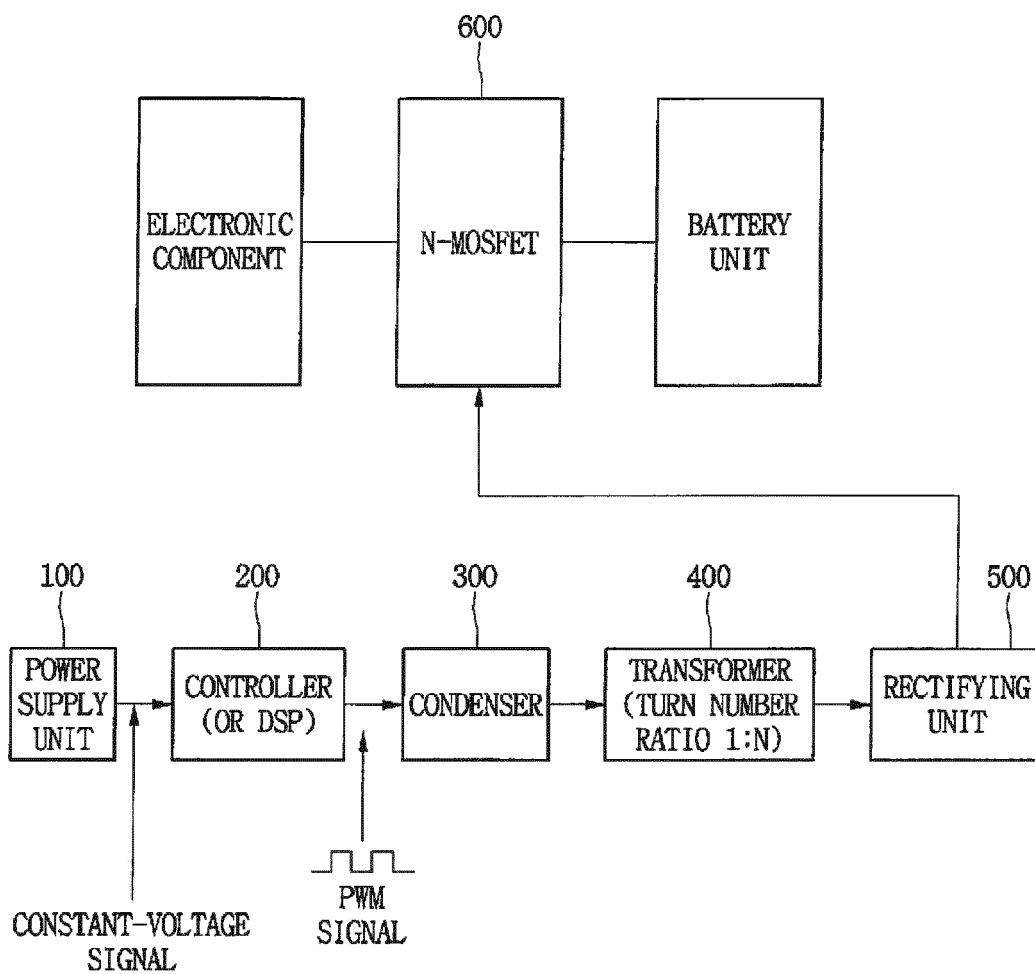 600
ELECTRONIC
COMPONENT
N-MOSFET
BATTERY
UNIT
100
200
300
400
500
POWER
SUPPLY
UNIT
CONTROLLER
(OR DSP)
CONDENSER
TRANSFORMER
(TURN NUMBER
RATIO 1:N)
RECTIFYING
UNIT
CONSTANT-VOLTAGE
SIGNAL
PWM
SIGNAL